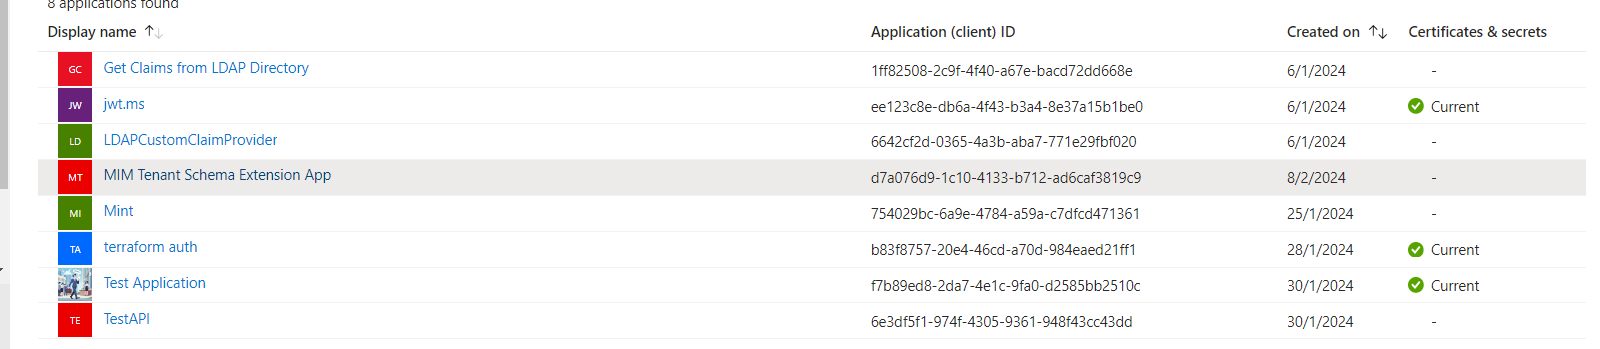 8 applications found
Display name Application (client) ID Created on Certificates & secrets
GC Get Claims from LDAP Directory 1ff82508-2c9f-4f40-a67e-bacd72dd668e 6/1/2024 -
JW jwt.ms ee123c8e-db6a-4f43-b3a4-8e37a15b1be0 6/1/2024 Current
LD LDAPCustomClaimProvider 6642cf2d-0365-4a3b-aba7-771e29fbf020 6/1/2024 -
MT MIM Tenant Schema Extension App d7a076d9-1c10-4133-b712-ad6caf3819c9 8/2/2024 -
MI Mint 754029bc-6a9e-4784-a59a-c7dfcd471361 25/1/2024 -
TA terraform auth b83f8757-20e4-46cd-a70d-984eaed21ff1 28/1/2024 Current
Test Application f7b89ed8-2da7-4e1c-9fa0-d2585bb2510c 30/1/2024 Current
TE TestAPI 6e3df5f1-974f-4305-9361-948f43cc43dd 30/1/2024 -